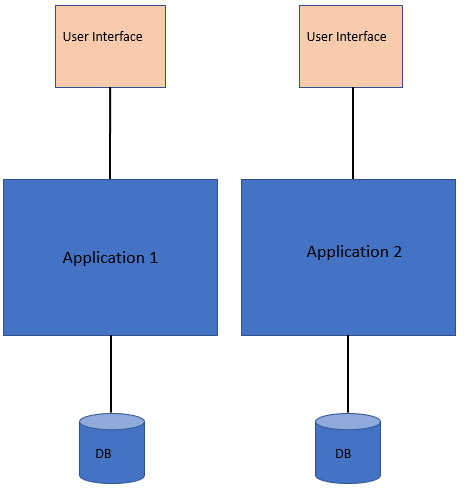 User Interface
User Interface
Application 1
Application 2
DB
DB